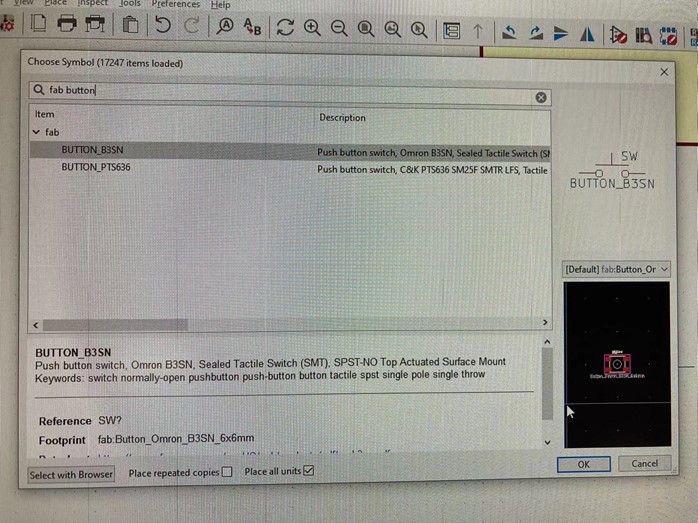 View Place Inspect Tools Preferences Help
Choose Symbol (17247 items loaded)
fab button
Item Description
fab
BUTTON_B3SN Push button switch, Omron B3SN, Sealed Tactile Switch (SM
BUTTON_PTS636 Push button switch, C&K PTS636 SM25F SMTR LFS, Tactile
SW
BUTTON_B3SN
[Default] fab:Button_Or
BUTTON_B3SN
Push button switch, Omron B3SN, Sealed Tactile Switch (SMT), SPST-NO Top Actuated Surface Mount
Keywords: switch normally-open pushbutton push-button button tactile spst single pole single throw
Reference SW?
Footprint fab:Button_Omron_B3SN_6x6mm
Select with Browser Place repeated copies Place all units OK Cancel